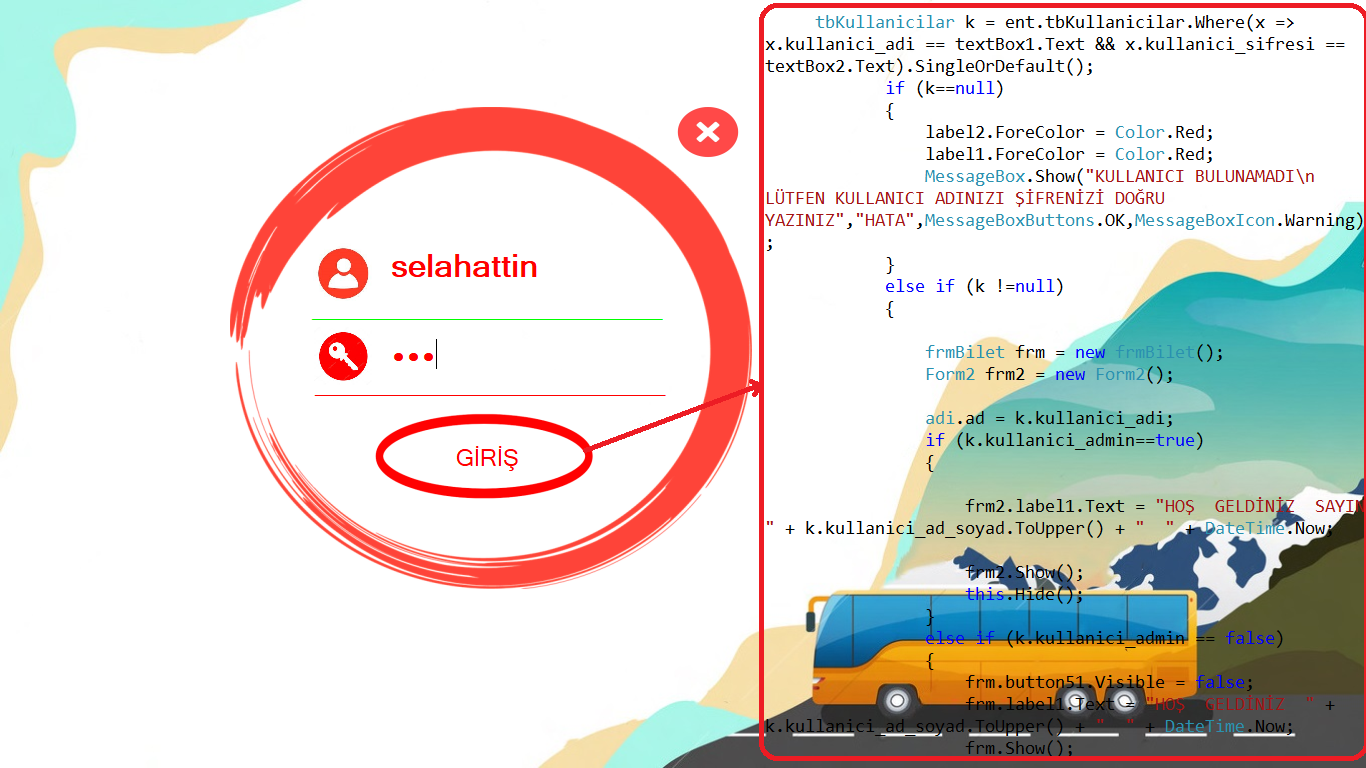 selahattin
•••
GİRİŞ
tbKullanicilar k = ent.tbKullanicilar.Where(x =>
x.kullanici_adi == textBox1.Text && x.kullanici_sifresi ==
textBox2.Text).SingleOrDefault();
if (k==null)
{
label2.ForeColor = Color.Red;
label1.ForeColor = Color.Red;
MessageBox.Show("KULLANICI BULUNAMADI\n
LÜTFEN KULLANICI ADINIZI ŞİFRENİZİ DOĞRU
YAZINIZ","HATA",MessageBoxButtons.OK,MessageBoxIcon.Warning)
;
}
else if (k !=null)
{
frmBilet frm = new frmBilet();
Form2 frm2 = new Form2();
adi.ad = k.kullanici_adi;
if (k.kullanici_admin==true)
{
frm2.label1.Text = "HOŞ  GELDİNİZ  SAYIN
" + k.kullanici_ad_soyad.ToUpper() + "  " + DateTime.Now;
frm2.Show();
this.Hide();
}
else if (k.kullanici_admin == false)
{
frm.button51.Visible = false;
frm.label1.Text = "HOŞ  GELDİNİZ  " +
k.kullanici_ad_soyad.ToUpper() + "  " + DateTime.Now;
frm.Show();